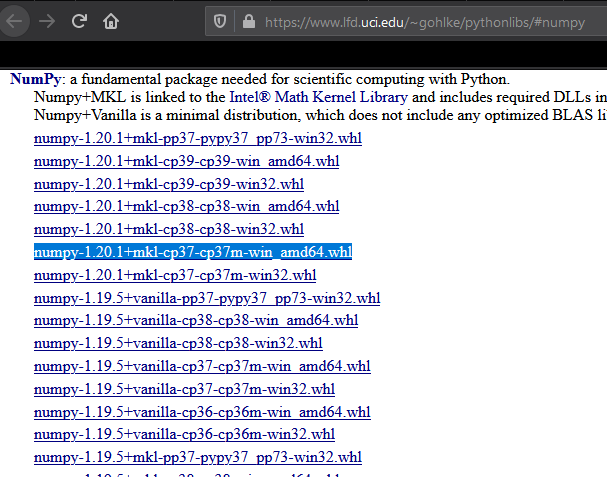 https://www.lfd.uci.edu/~gohlke/pythonlibs/#numpy
NumPy: a fundamental package needed for scientific computing with Python.
Numpy+MKL is linked to the Intel® Math Kernel Library and includes required DLLs in
Numpy+Vanilla is a minimal distribution, which does not include any optimized BLAS li
numpy-1.20.1+mkl-pp37-pypy37_pp73-win32.whl
numpy-1.20.1+mkl-cp39-cp39-win_amd64.whl
numpy-1.20.1+mkl-cp39-cp39-win32.whl
numpy-1.20.1+mkl-cp38-cp38-win_amd64.whl
numpy-1.20.1+mkl-cp38-cp38-win32.whl
numpy-1.20.1+mkl-cp37-cp37m-win_amd64.whl
numpy-1.20.1+mkl-cp37-cp37m-win32.whl
numpy-1.19.5+vanilla-pp37-pypy37_pp73-win32.whl
numpy-1.19.5+vanilla-cp38-cp38-win_amd64.whl
numpy-1.19.5+vanilla-cp38-cp38-win32.whl
numpy-1.19.5+vanilla-cp37-cp37m-win_amd64.whl
numpy-1.19.5+vanilla-cp37-cp37m-win32.whl
numpy-1.19.5+vanilla-cp36-cp36m-win_amd64.whl
numpy-1.19.5+vanilla-cp36-cp36m-win32.whl
numpy-1.19.5+mkl-pp37-pypy37_pp73-win32.whl